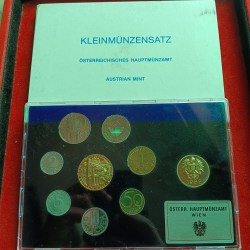 KLEINMÜNZENSATZ
ÖSTERREICHISCHES HAUPTMÜNZAMT
AUSTRIAN MINT
ÖSTERR. HAUPTMÜNZAMT
WIEN